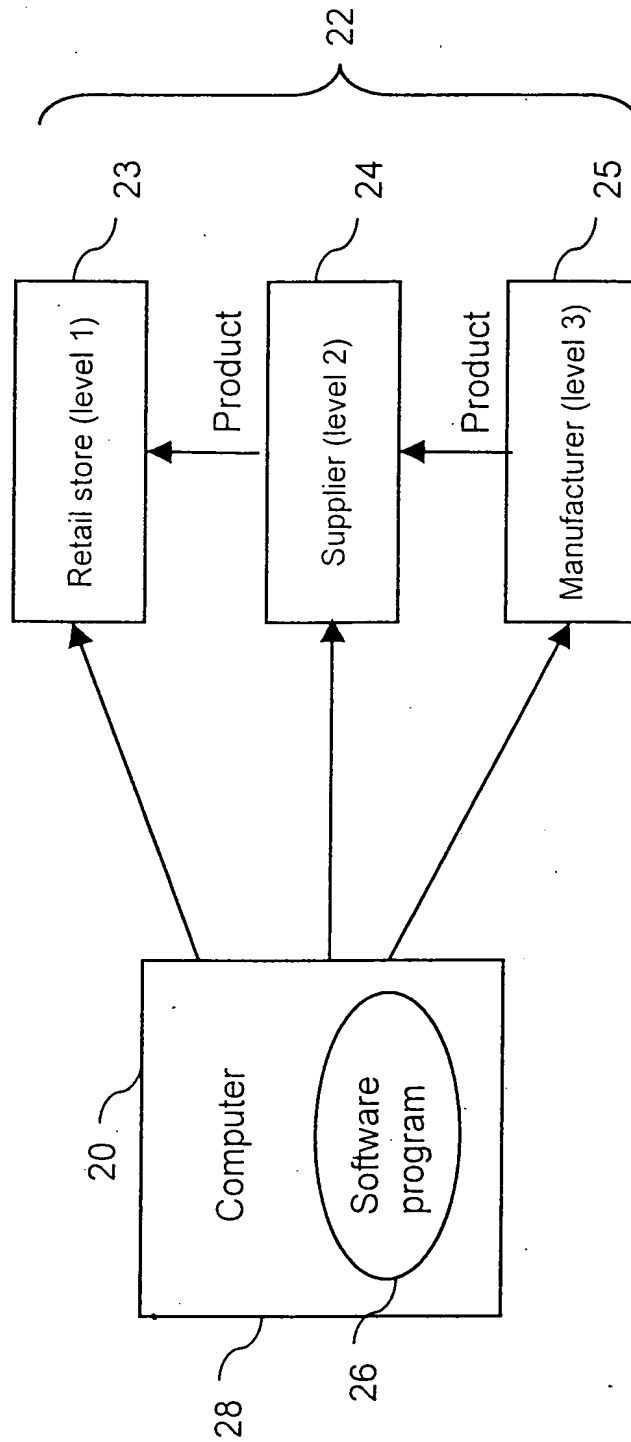 20
28
Computer
Software
program
26
Retail store (level 1)
23
Product
Supplier (level 2)
24
Product
Manufacturer (level 3)
25
22